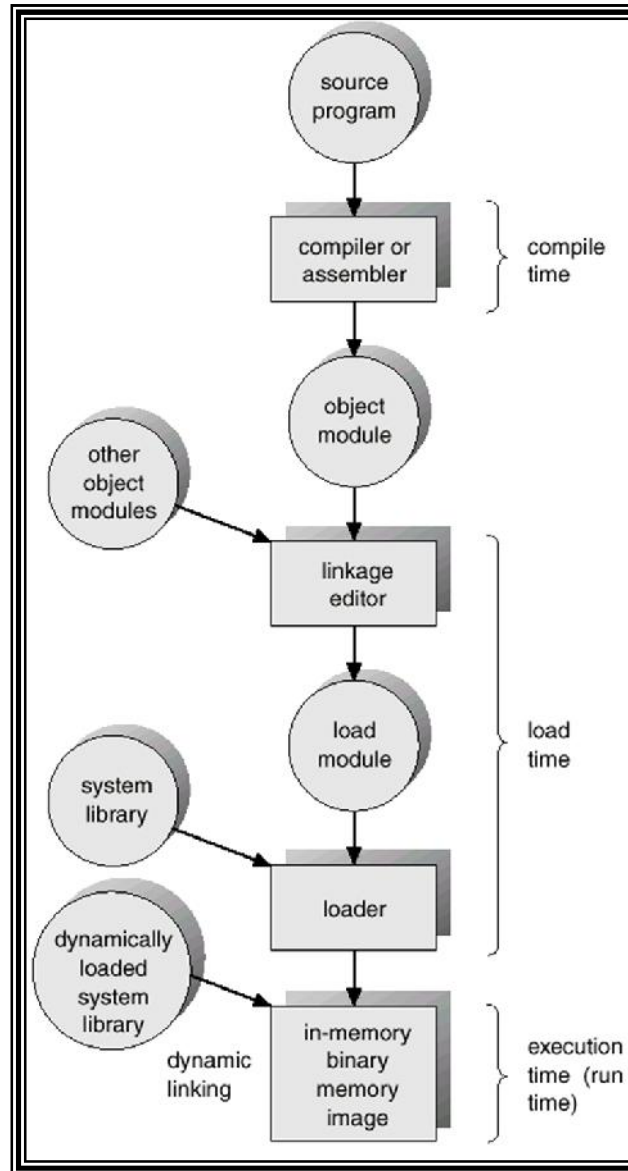 source
program
compiler or
assembler
compile
time
object
module
other
object
modules
linkage
editor
load
module
load
time
system
library
loader
dynamically
loaded
system
library
dynamic
linking
in-memory
binary
memory
image
execution
time (run
time)